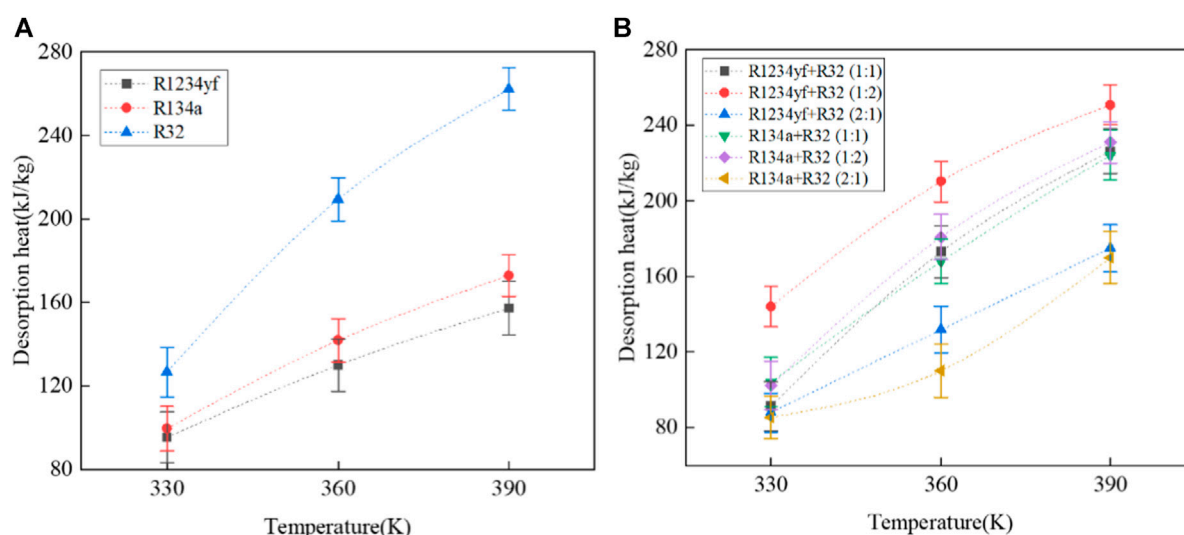 A
280
240
200
160
120
80
Desorption heat(kJ/kg)
R1234yf
R134a
R32
330
360
390
Temperature(K)
B
280
240
200
160
120
80
Desorption heat(kJ/kg)
R1234yf+R32 (1:1)
R1234yf+R32 (1:2)
R1234yf+R32 (2:1)
R134a+R32 (1:1)
R134a+R32 (1:2)
R134a+R32 (2:1)
330
360
390
Temperature(K)